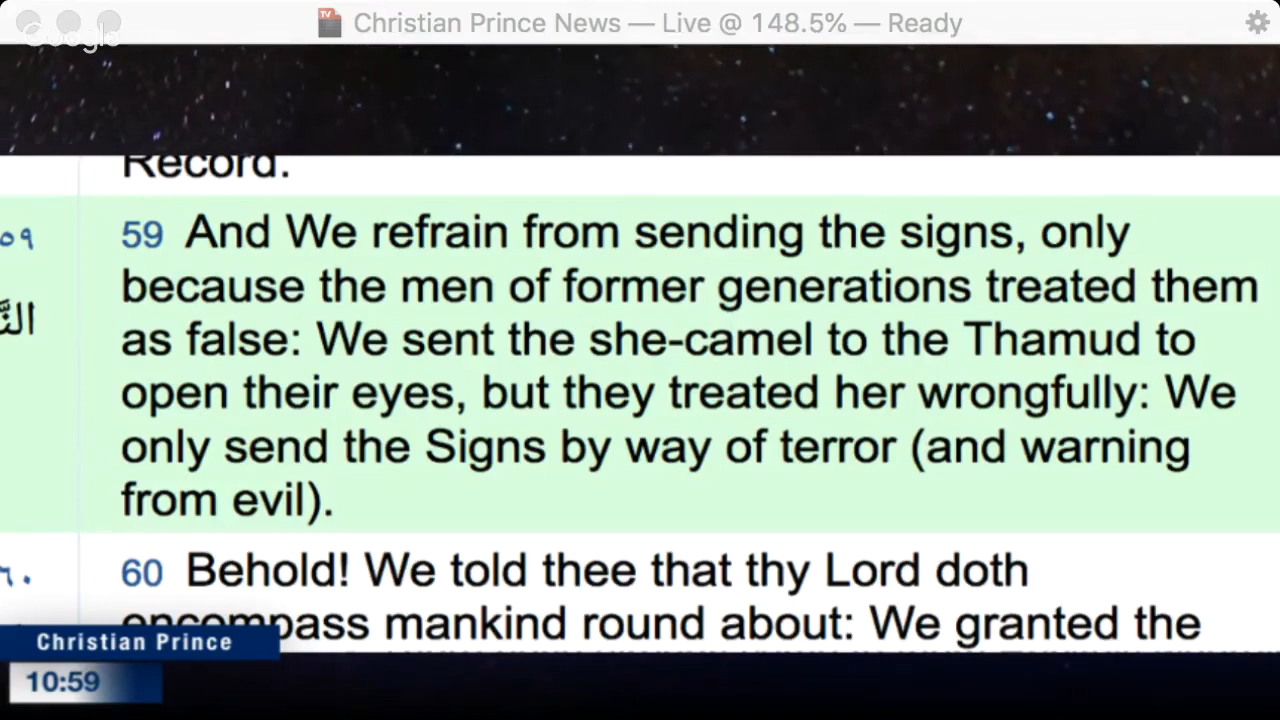 Christian Prince News — Live @ 148.5% — Ready
Google
Record.
٥٩
59 And We refrain from sending the signs, only
because the men of former generations treated them
النَّ
as false: We sent the she-camel to the Thamud to
open their eyes, but they treated her wrongfully: We
only send the Signs by way of terror (and warning
from evil).
٦٠
60 Behold! We told thee that thy Lord doth
encompass mankind round about: We granted the
Christian Prince
10:59